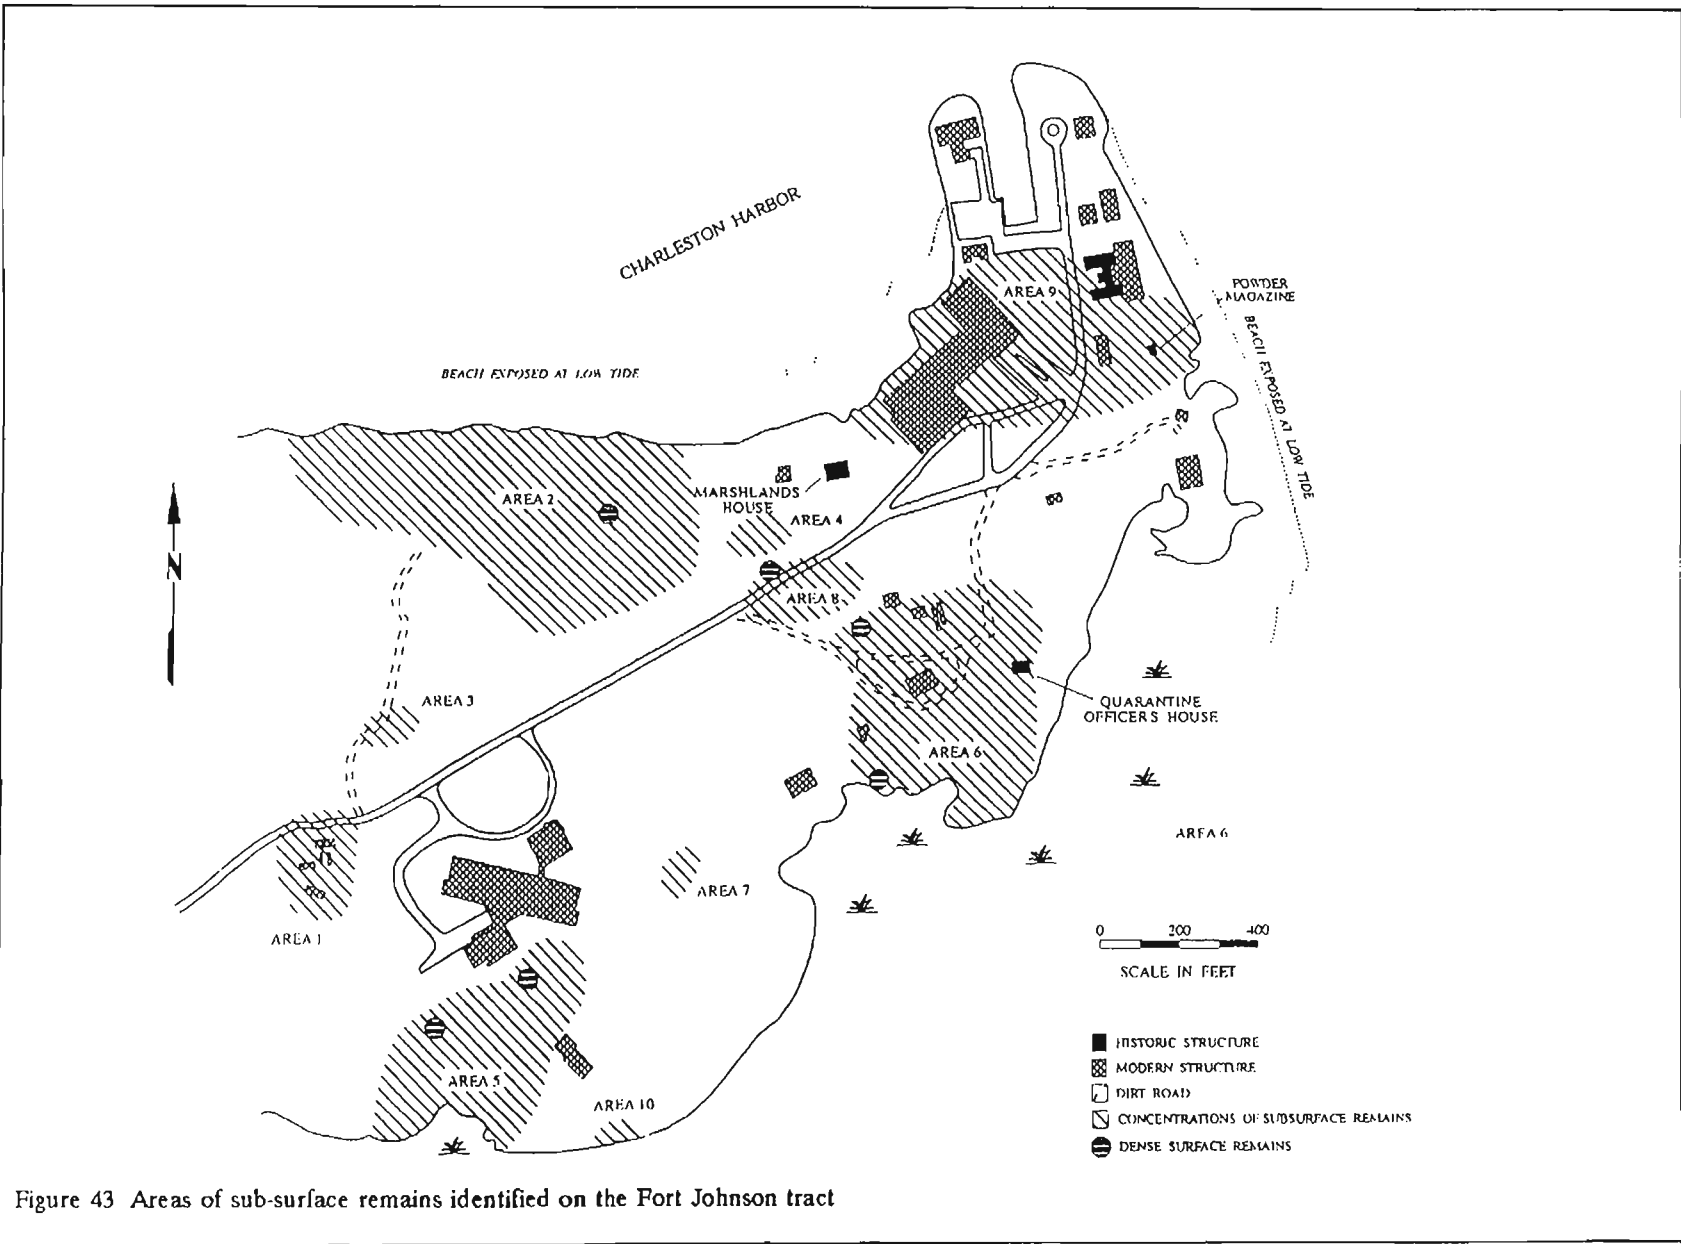 CHARLESTON HARBOR
AREA 9
POWDER
MAGAZINE
BEACH EXPOSED AT LOW TIDE
BEACH EXPOSED AT LOW TIDE
AREA 2
MARSHLANDS
HOUSE
AREA 4
N
AREA 8
AREA 3
QUARANTINE
OFFICERS HOUSE
AREA 6
AREA 6
AREA 7
AREA 1
0 200 400
SCALE IN FEET
HISTORIC STRUCTURE
MODERN STRUCTURE
AREA 5
DIRT ROAD
AREA 10
CONCENTRATIONS OF SUBSURFACE REMAINS
DENSE SURFACE REMAINS
Figure 43 Areas of sub-surface remains identified on the Fort Johnson tract